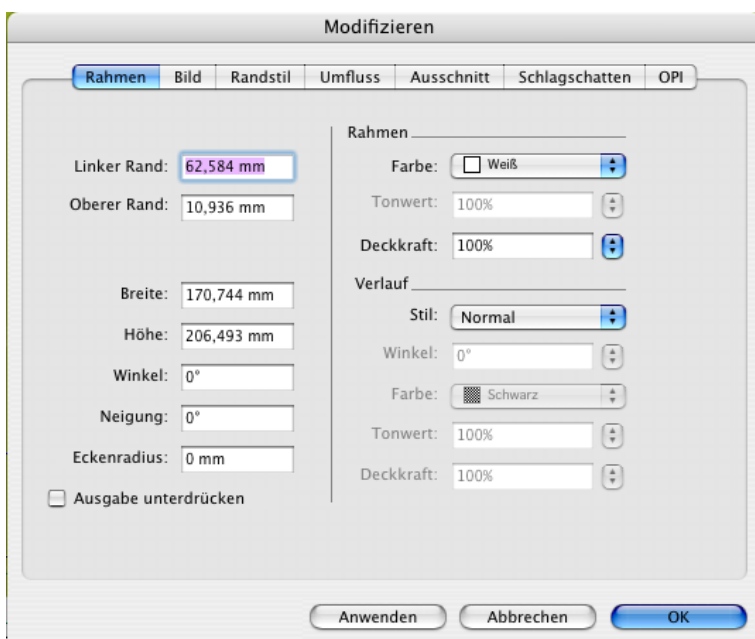 Modifizieren
Rahmen Bild Randstil Umfluss Ausschnitt Schlagschatten OPI
Linker Rand: 62,584 mm
Oberer Rand: 10,936 mm
Breite: 170,744 mm
Höhe: 206,493 mm
Winkel: 0°
Neigung: 0°
Eckenradius: 0 mm
Ausgabe unterdrücken
Rahmen
Farbe: Weiß
Tonwert: 100%
Deckkraft: 100%
Verlauf
Stil: Normal
Winkel: 0°
Farbe: Schwarz
Tonwert: 100%
Deckkraft: 100%
Anwenden Abbrechen OK